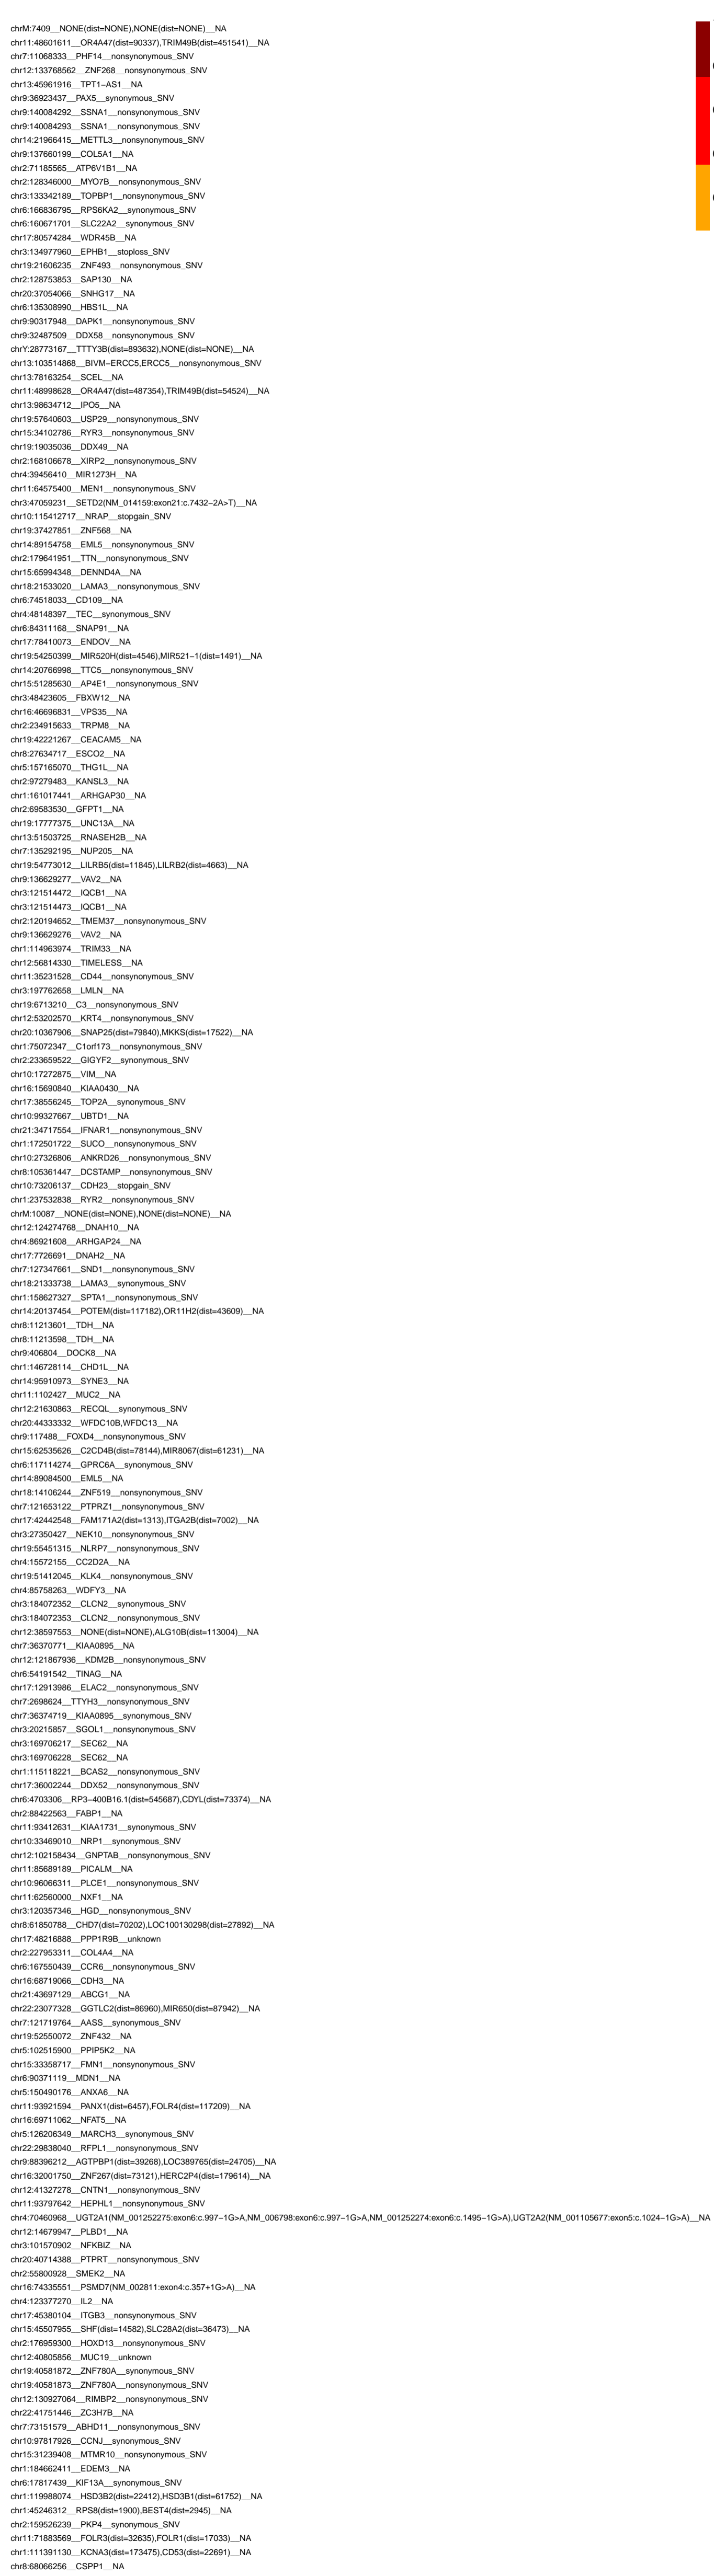 chrM:7409__NONE(dist=NONE),NONE(dist=NONE)__NA
chr11:48601611__OR4A47(dist=90337),TRIM49B(dist=451541)__NA
chr7:11068333__PHF14__nonsynonymous_SNV
chr12:133768562__ZNF268__nonsynonymous_SNV
chr13:45961916__TPT1−AS1__NA
chr9:36923437__PAX5__synonymous_SNV
chr9:140084292__SSNA1__nonsynonymous_SNV
chr9:140084293__SSNA1__nonsynonymous_SNV
chr14:21966415__METTL3__nonsynonymous_SNV
chr9:137660199__COL5A1__NA
chr2:71185565__ATP6V1B1__NA
chr2:128346000__MYO7B__nonsynonymous_SNV
chr3:133342189__TOPBP1__nonsynonymous_SNV
chr6:166836795__RPS6KA2__synonymous_SNV
chr6:160671701__SLC22A2__synonymous_SNV
chr17:80574284__WDR45B__NA
chr3:134977960__EPHB1__stoploss_SNV
chr19:21606235__ZNF493__nonsynonymous_SNV
chr2:128753853__SAP130__NA
chr20:37054066__SNHG17__NA
chr6:135308990__HBS1L__NA
chr9:90317948__DAPK1__nonsynonymous_SNV
chr9:32487509__DDX58__nonsynonymous_SNV
chrY:28773167__TTTY3B(dist=893632),NONE(dist=NONE)__NA
chr13:103514868__BIVM−ERCC5,ERCC5__nonsynonymous_SNV
chr13:78163254__SCEL__NA
chr11:48998628__OR4A47(dist=487354),TRIM49B(dist=54524)__NA
chr13:98634712__IPO5__NA
chr19:57640603__USP29__nonsynonymous_SNV
chr15:34102786__RYR3__nonsynonymous_SNV
chr19:19035036__DDX49__NA
chr2:168106678__XIRP2__nonsynonymous_SNV
chr4:39456410__MIR1273H__NA
chr11:64575400__MEN1__nonsynonymous_SNV
chr3:47059231__SETD2(NM_014159:exon21:c.7432−2A>T)__NA
chr10:115412717__NRAP__stopgain_SNV
chr19:37427851__ZNF568__NA
chr14:89154758__EML5__nonsynonymous_SNV
chr2:179641951__TTN__nonsynonymous_SNV
chr15:65994348__DENND4A__NA
chr18:21533020__LAMA3__nonsynonymous_SNV
chr6:74518033__CD109__NA
chr4:48148397__TEC__synonymous_SNV
chr6:84311168__SNAP91__NA
chr17:78410073__ENDOV__NA
chr19:54250399__MIR520H(dist=4546),MIR521−1(dist=1491)__NA
chr14:20766998__TTC5__nonsynonymous_SNV
chr15:51285630__AP4E1__nonsynonymous_SNV
chr3:48423605__FBXW12__NA
chr16:46696831__VPS35__NA
chr2:234915633__TRPM8__NA
chr19:42221267__CEACAM5__NA
chr8:27634717__ESCO2__NA
chr5:157165070__THG1L__NA
chr2:97279483__KANSL3__NA
chr1:161017441__ARHGAP30__NA
chr2:69583530__GFPT1__NA
chr19:17777375__UNC13A__NA
chr13:51503725__RNASEH2B__NA
chr7:135292195__NUP205__NA
chr19:54773012__LILRB5(dist=11845),LILRB2(dist=4663)__NA
chr9:136629277__VAV2__NA
chr3:121514472__IQCB1__NA
chr3:121514473__IQCB1__NA
chr2:120194652__TMEM37__nonsynonymous_SNV
chr9:136629276__VAV2__NA
chr1:114963974__TRIM33__NA
chr12:56814330__TIMELESS__NA
chr11:35231528__CD44__nonsynonymous_SNV
chr3:197762658__LMLN__NA
chr19:6713210__C3__nonsynonymous_SNV
chr12:53202570__KRT4__nonsynonymous_SNV
chr20:10367906__SNAP25(dist=79840),MKKS(dist=17522)__NA
chr1:75072347__C1orf173__nonsynonymous_SNV
chr2:233659522__GIGYF2__synonymous_SNV
chr10:17272875__VIM__NA
chr16:15690840__KIAA0430__NA
chr17:38556245__TOP2A__synonymous_SNV
chr10:99327667__UBTD1__NA
chr21:34717554__IFNAR1__nonsynonymous_SNV
chr1:172501722__SUCO__nonsynonymous_SNV
chr10:27326806__ANKRD26__nonsynonymous_SNV
chr8:105361447__DCSTAMP__nonsynonymous_SNV
chr10:73206137__CDH23__stopgain_SNV
chr1:237532838__RYR2__nonsynonymous_SNV
chrM:10087__NONE(dist=NONE),NONE(dist=NONE)__NA
chr12:124274768__DNAH10__NA
chr4:86921608__ARHGAP24__NA
chr17:7726691__DNAH2__NA
chr7:127347661__SND1__nonsynonymous_SNV
chr18:21333738__LAMA3__synonymous_SNV
chr1:158627327__SPTA1__nonsynonymous_SNV
chr14:20137454__POTEM(dist=117182),OR11H2(dist=43609)__NA
chr8:11213601__TDH__NA
chr8:11213598__TDH__NA
chr9:406804__DOCK8__NA
chr1:146728114__CHD1L__NA
chr14:95910973__SYNE3__NA
chr11:1102427__MUC2__NA
chr12:21630863__RECQL__synonymous_SNV
chr20:44333332__WFDC10B,WFDC13__NA
chr9:117488__FOXD4__nonsynonymous_SNV
chr15:62535626__C2CD4B(dist=78144),MIR8067(dist=61231)__NA
chr6:117114274__GPRC6A__synonymous_SNV
chr14:89084500__EML5__NA
chr18:14106244__ZNF519__nonsynonymous_SNV
chr7:121653122__PTPRZ1__nonsynonymous_SNV
chr17:42442548__FAM171A2(dist=1313),ITGA2B(dist=7002)__NA
chr3:27350427__NEK10__nonsynonymous_SNV
chr19:55451315__NLRP7__nonsynonymous_SNV
chr4:15572155__CC2D2A__NA
chr19:51412045__KLK4__nonsynonymous_SNV
chr4:85758263__WDFY3__NA
chr3:184072352__CLCN2__synonymous_SNV
chr3:184072353__CLCN2__nonsynonymous_SNV
chr12:38597553__NONE(dist=NONE),ALG10B(dist=113004)__NA
chr7:36370771__KIAA0895__NA
chr12:121867936__KDM2B__nonsynonymous_SNV
chr6:54191542__TINAG__NA
chr17:12913986__ELAC2__nonsynonymous_SNV
chr7:2698624__TTYH3__nonsynonymous_SNV
chr7:36374719__KIAA0895__synonymous_SNV
chr3:20215857__SGOL1__nonsynonymous_SNV
chr3:169706217__SEC62__NA
chr3:169706228__SEC62__NA
chr1:115118221__BCAS2__nonsynonymous_SNV
chr17:36002244__DDX52__nonsynonymous_SNV
chr6:4703306__RP3−400B16.1(dist=545687),CDYL(dist=73374)__NA
chr2:88422563__FABP1__NA
chr11:93412631__KIAA1731__synonymous_SNV
chr10:33469010__NRP1__synonymous_SNV
chr12:102158434__GNPTAB__nonsynonymous_SNV
chr11:85689189__PICALM__NA
chr10:96066311__PLCE1__nonsynonymous_SNV
chr11:62560000__NXF1__NA
chr3:120357346__HGD__nonsynonymous_SNV
chr8:61850788__CHD7(dist=70202),LOC100130298(dist=27892)__NA
chr17:48216888__PPP1R9B__unknown
chr2:227953311__COL4A4__NA
chr6:167550439__CCR6__nonsynonymous_SNV
chr16:68719066__CDH3__NA
chr21:43697129__ABCG1__NA
chr22:23077328__GGTLC2(dist=86960),MIR650(dist=87942)__NA
chr7:121719764__AASS__synonymous_SNV
chr19:52550072__ZNF432__NA
chr5:102515900__PPIP5K2__NA
chr15:33358717__FMN1__nonsynonymous_SNV
chr6:90371119__MDN1__NA
chr5:150490176__ANXA6__NA
chr11:93921594__PANX1(dist=6457),FOLR4(dist=117209)__NA
chr16:69711062__NFAT5__NA
chr5:126206349__MARCH3__synonymous_SNV
chr22:29838040__RFPL1__nonsynonymous_SNV
chr9:88396212__AGTPBP1(dist=39268),LOC389765(dist=24705)__NA
chr16:32001750__ZNF267(dist=73121),HERC2P4(dist=179614)__NA
chr12:41327278__CNTN1__nonsynonymous_SNV
chr11:93797642__HEPHL1__nonsynonymous_SNV
chr4:70460968__UGT2A1(NM_001252275:exon6:c.997−1G>A,NM_006798:exon6:c.997−1G>A,NM_001252274:exon6:c.1495−1G>A),UGT2A2(NM_001105677:exon5:c.1024−1G>A)__NA
chr12:14679947__PLBD1__NA
chr3:101570902__NFKBIZ__NA
chr20:40714388__PTPRT__nonsynonymous_SNV
chr2:55800928__SMEK2__NA
chr16:74335551__PSMD7(NM_002811:exon4:c.357+1G>A)__NA
chr4:123377270__IL2__NA
chr17:45380104__ITGB3__nonsynonymous_SNV
chr15:45507955__SHF(dist=14582),SLC28A2(dist=36473)__NA
chr2:176959300__HOXD13__nonsynonymous_SNV
chr12:40805856__MUC19__unknown
chr19:40581872__ZNF780A__synonymous_SNV
chr19:40581873__ZNF780A__nonsynonymous_SNV
chr12:130927064__RIMBP2__nonsynonymous_SNV
chr22:41751446__ZC3H7B__NA
chr7:73151579__ABHD11__nonsynonymous_SNV
chr10:97817926__CCNJ__synonymous_SNV
chr15:31239408__MTMR10__nonsynonymous_SNV
chr1:184662411__EDEM3__NA
chr6:17817439__KIF13A__synonymous_SNV
chr1:119988074__HSD3B2(dist=22412),HSD3B1(dist=61752)__NA
chr1:45246312__RPS8(dist=1900),BEST4(dist=2945)__NA
chr2:159526239__PKP4__synonymous_SNV
chr11:71883569__FOLR3(dist=32635),FOLR1(dist=17033)__NA
chr1:111391130__KCNA3(dist=173475),CD53(dist=22691)__NA
chr8:68066256__CSPP1__NA